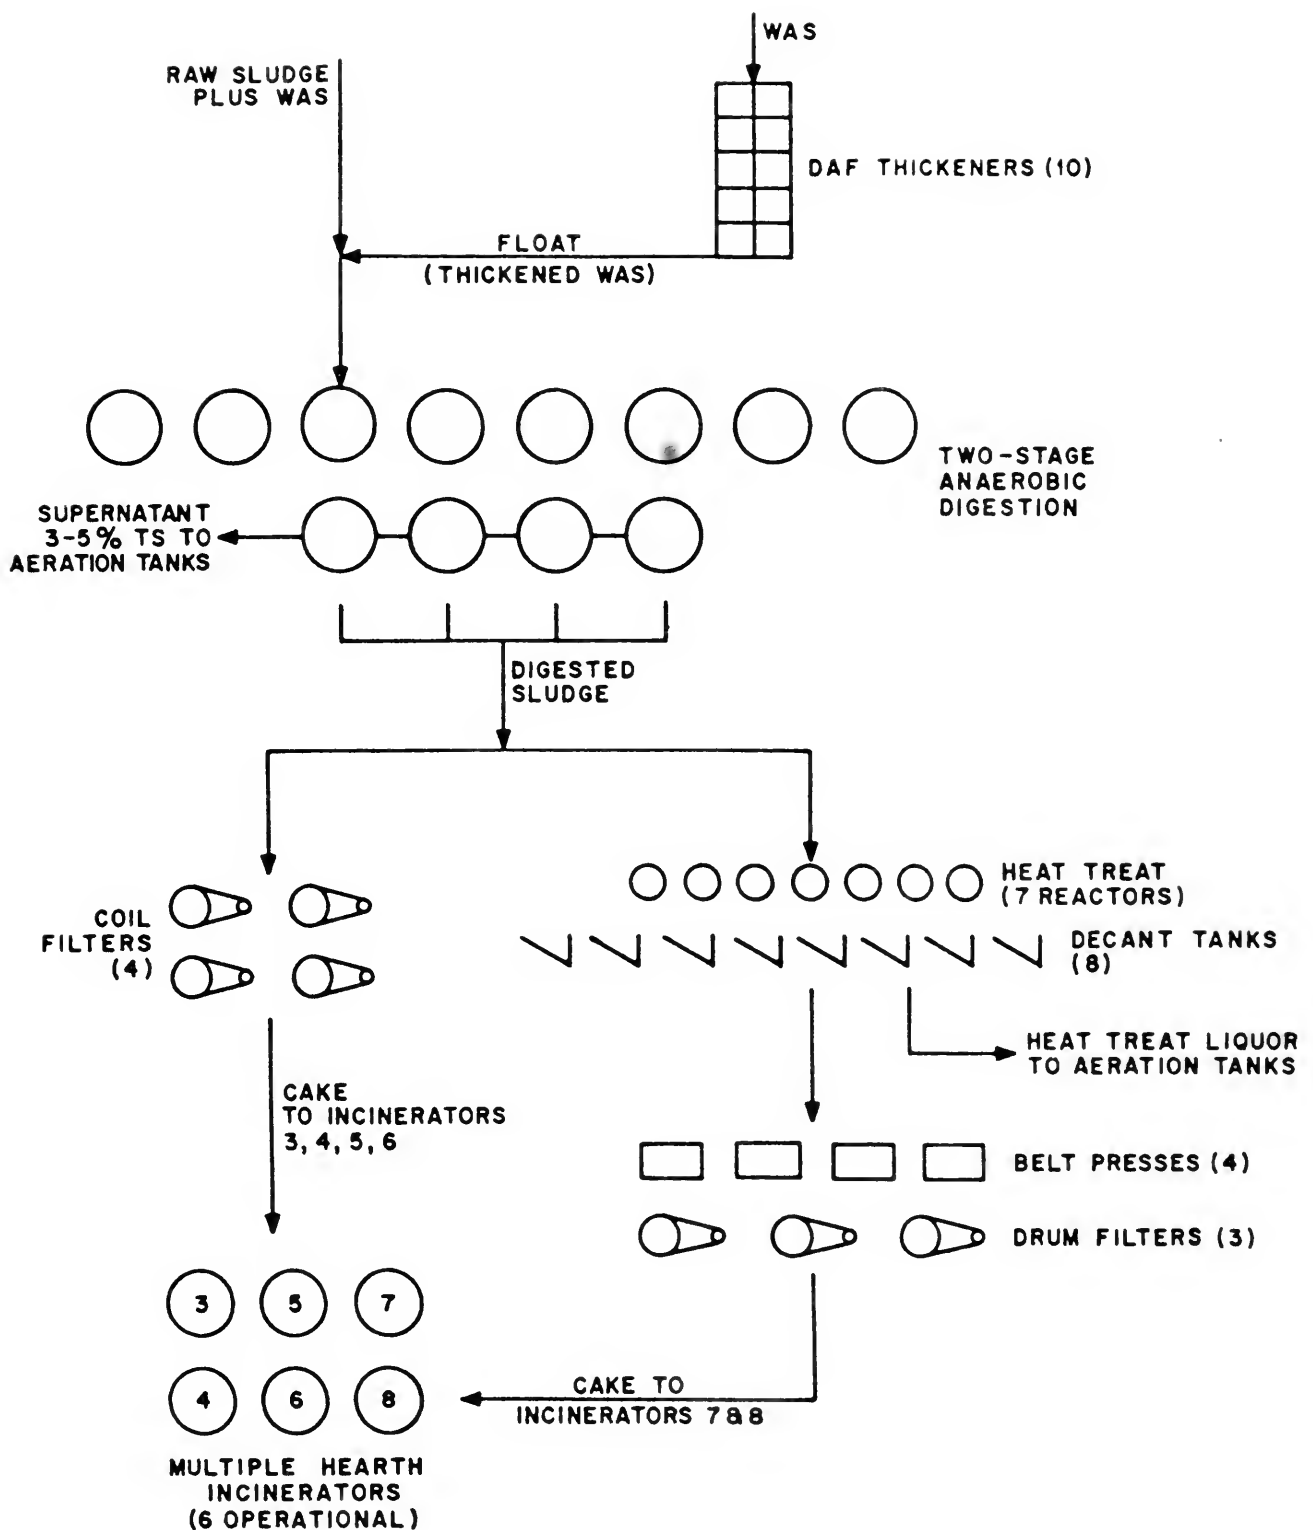 WAS
RAW SLUDGE
PLUS WAS
DAF THICKENERS (10)
FLOAT
(THICKENED WAS)
TWO-STAGE
ANAEROBIC
DIGESTION
SUPERNATANT
3-5% TS TO
AERATION TANKS
DIGESTED
SLUDGE
HEAT TREAT
(7 REACTORS)
COIL
FILTERS
(4)
DECANT TANKS
(8)
HEAT TREAT LIQUOR
TO AERATION TANKS
CAKE
TO INCINERATORS
3, 4, 5, 6
BELT PRESSES (4)
DRUM FILTERS (3)
3 5 7
4 6 8
CAKE TO
INCINERATORS 7&8
MULTIPLE HEARTH
INCINERATORS
(6 OPERATIONAL)